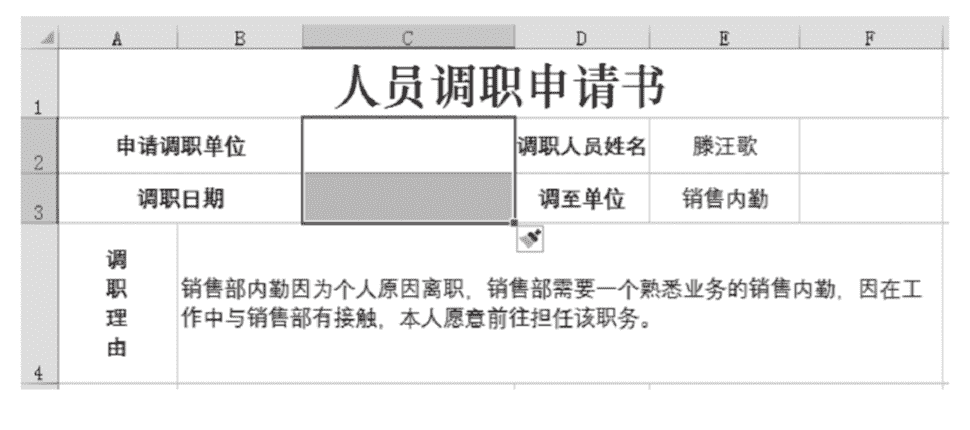 A B C D E F
1 人员调职申请书
2 申请调职单位 调职人员姓名 滕汪歌
3 调职日期 调至单位 销售内勤
调
职
理
由
销售部内勤因为个人原因离职，销售部需要一个熟悉业务的销售内勤，因在工
作中与销售部有接触，本人愿意前往担任该职务。
4